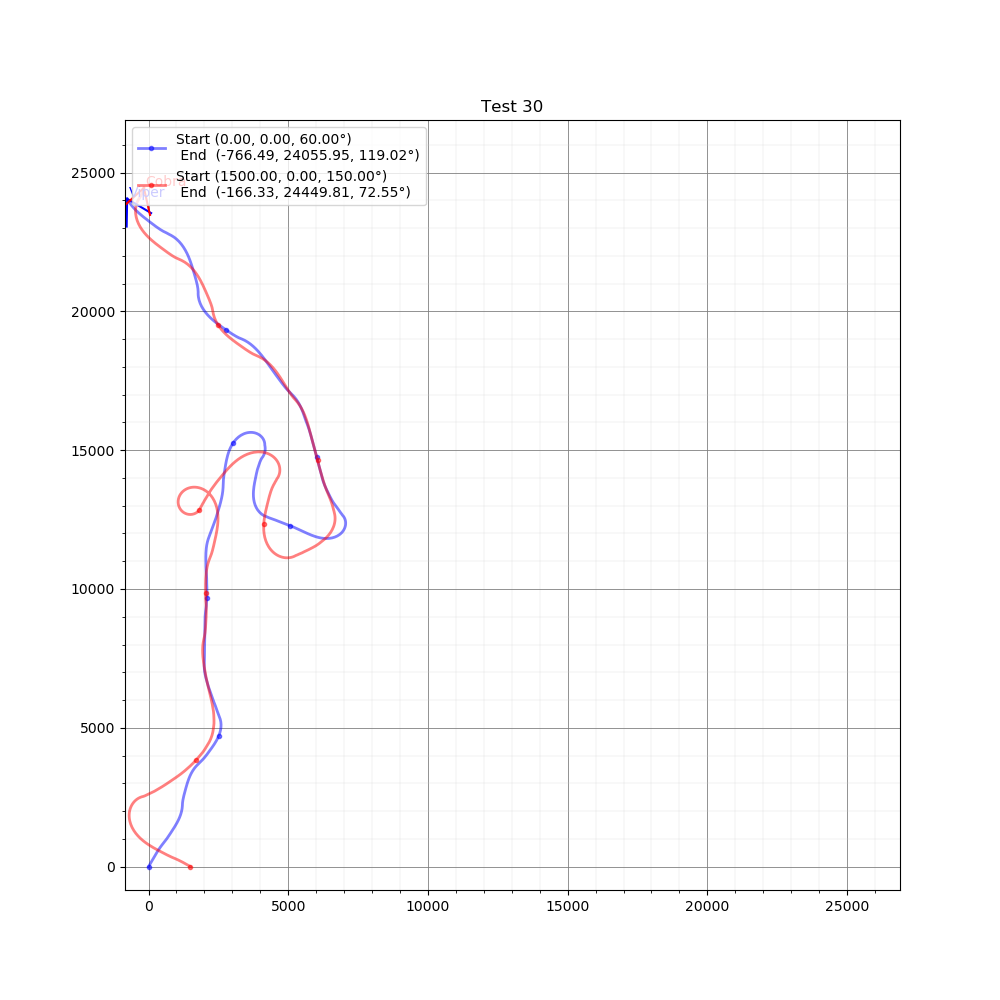 Test 30
Start (0.00, 0.00, 60.00°)
End (-766.49, 24055.95, 119.02°)
Start (1500.00, 0.00, 150.00°)
End (-166.33, 24449.81, 72.55°)
Cobra
Viper
25000
20000
15000
10000
5000
0
0 5000 10000 15000 20000 25000